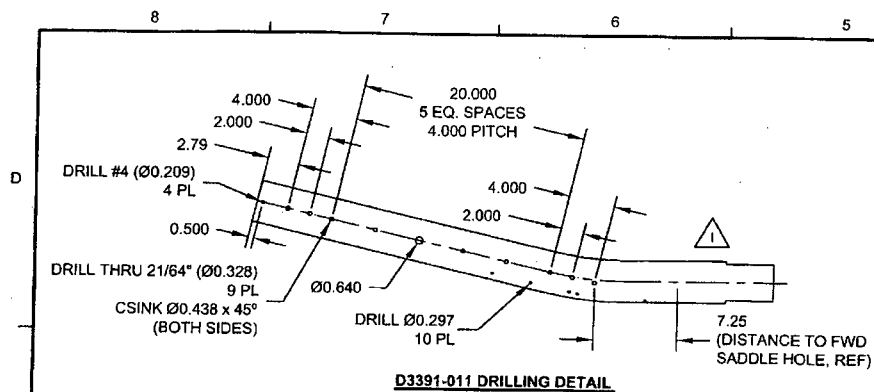 8
7
6
5
D
20.000
5 EQ. SPACES
4.000 PITCH
4.000
2.000
2.79
DRILL #4 (Ø0.209)
4 PL
0.500
DRILL THRU 21/64" (Ø0.328)
9 PL
CSINK Ø0.438 x 45°
(BOTH SIDES)
Ø0.640
DRILL Ø0.297
10 PL
4.000
2.000
1
7.25
(DISTANCE TO FWD
SADDLE HOLE, REF)
D3391-011 DRILLING DETAIL